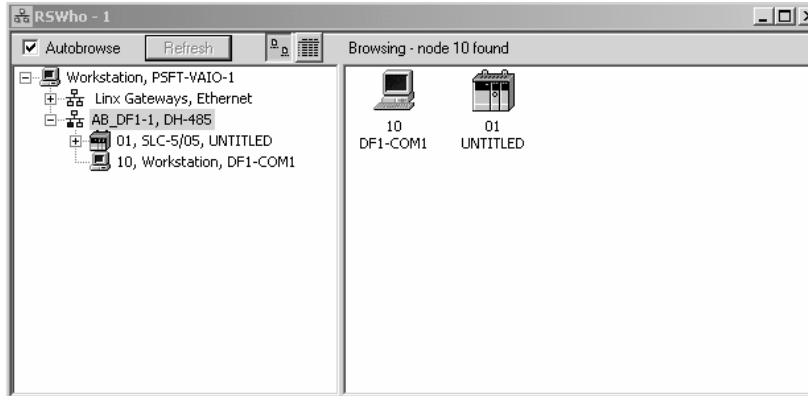 RSWho - 1
Autobrowse Refresh Browsing - node 10 found
Workstation, PSFT-VAIO-1
Linx Gateways, Ethernet
AB_DF1-1, DH-485
01, SLC-5/05, UNTITLED
10, Workstation, DF1-COM1
10 01
DF1-COM1 UNTITLED